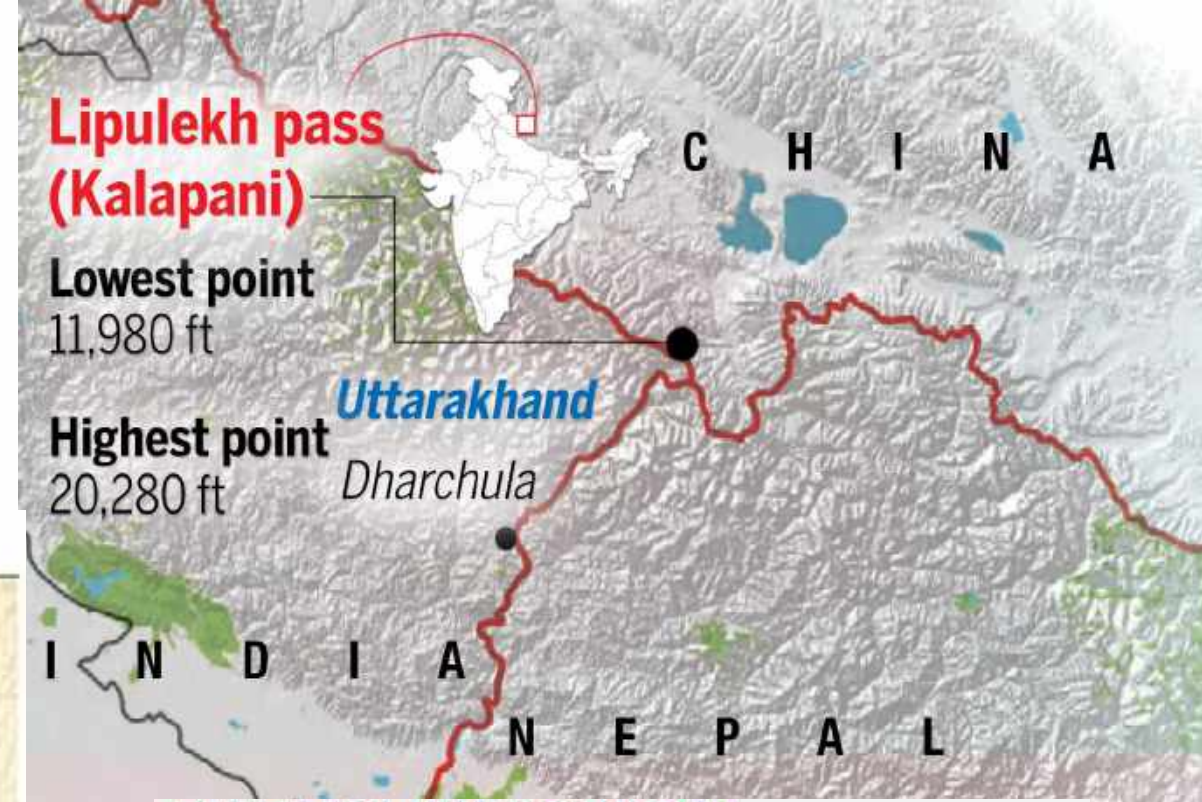 Lipulekh pass
(Kalapani)
Lowest point
11,980 ft
Highest point
20,280 ft
C H I N A
Uttarakhand
Dharchula
I N D I A
N E P A L